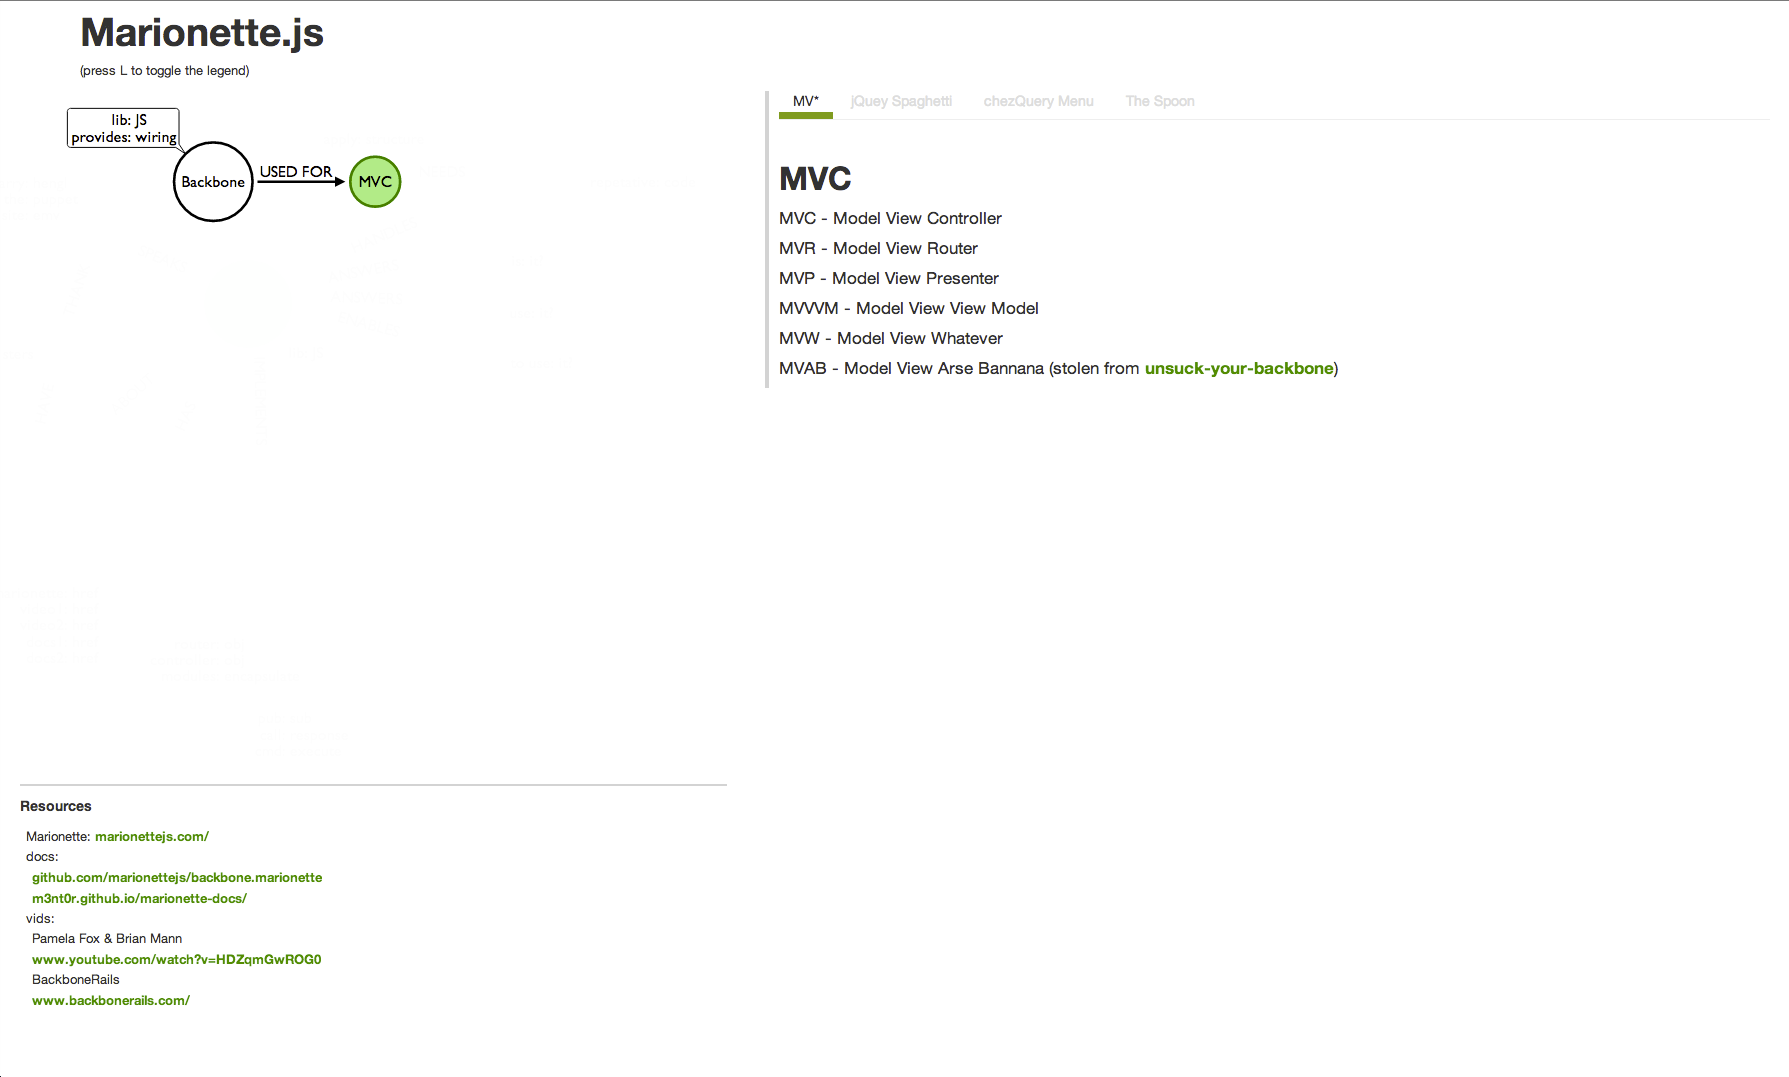 Marionette.js
(press L to toggle the legend)
lib: JS
provides: wiring
Backbone
USED FOR
MVC
MV*
jQuey Spaghetti
chezQuery Menu
The Spoon
MVC
MVC - Model View Controller
MVR - Model View Router
MVP - Model View Presenter
MVVVM - Model View View Model
MVW - Model View Whatever
MVAB - Model View Arse Bannana (stolen from unsuck-your-backbone)
Resources
Marionette: marionettejs.com/
docs:
github.com/marionettejs/backbone.marionette
m3nt0r.github.io/marionette-docs/
vids:
Pamela Fox & Brian Mann
www.youtube.com/watch?v=HDZqmGwROG0
BackboneRails
www.backbonerails.com/